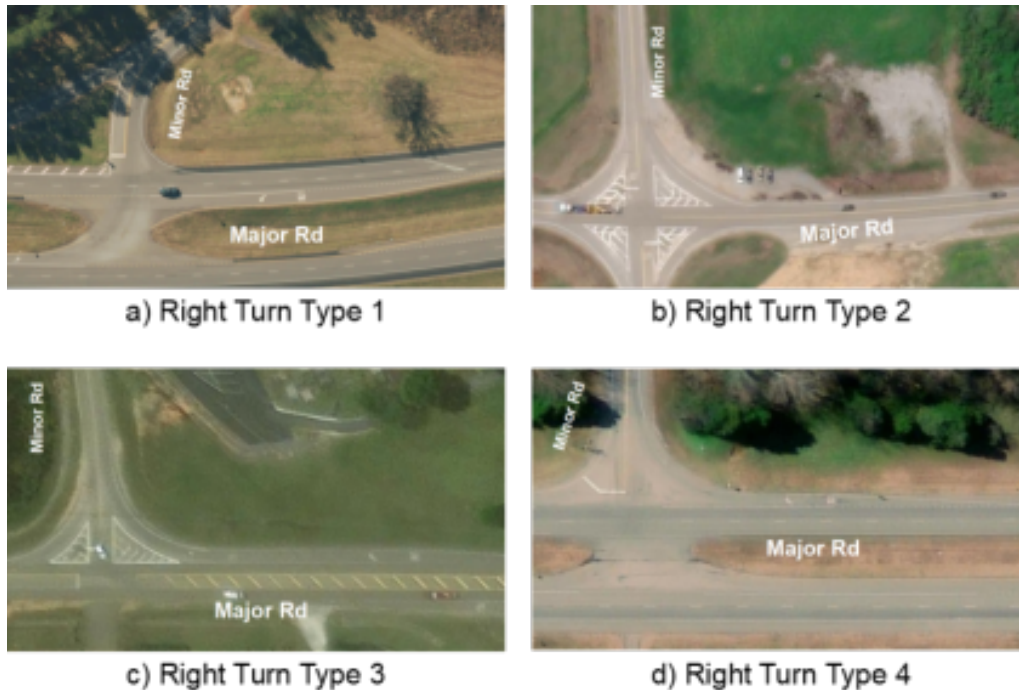 Minor Rd
Major Rd
a) Right Turn Type 1
Minor Rd
Major Rd
b) Right Turn Type 2
Minor Rd
Major Rd
c) Right Turn Type 3
Minor Rd
Major Rd
d) Right Turn Type 4